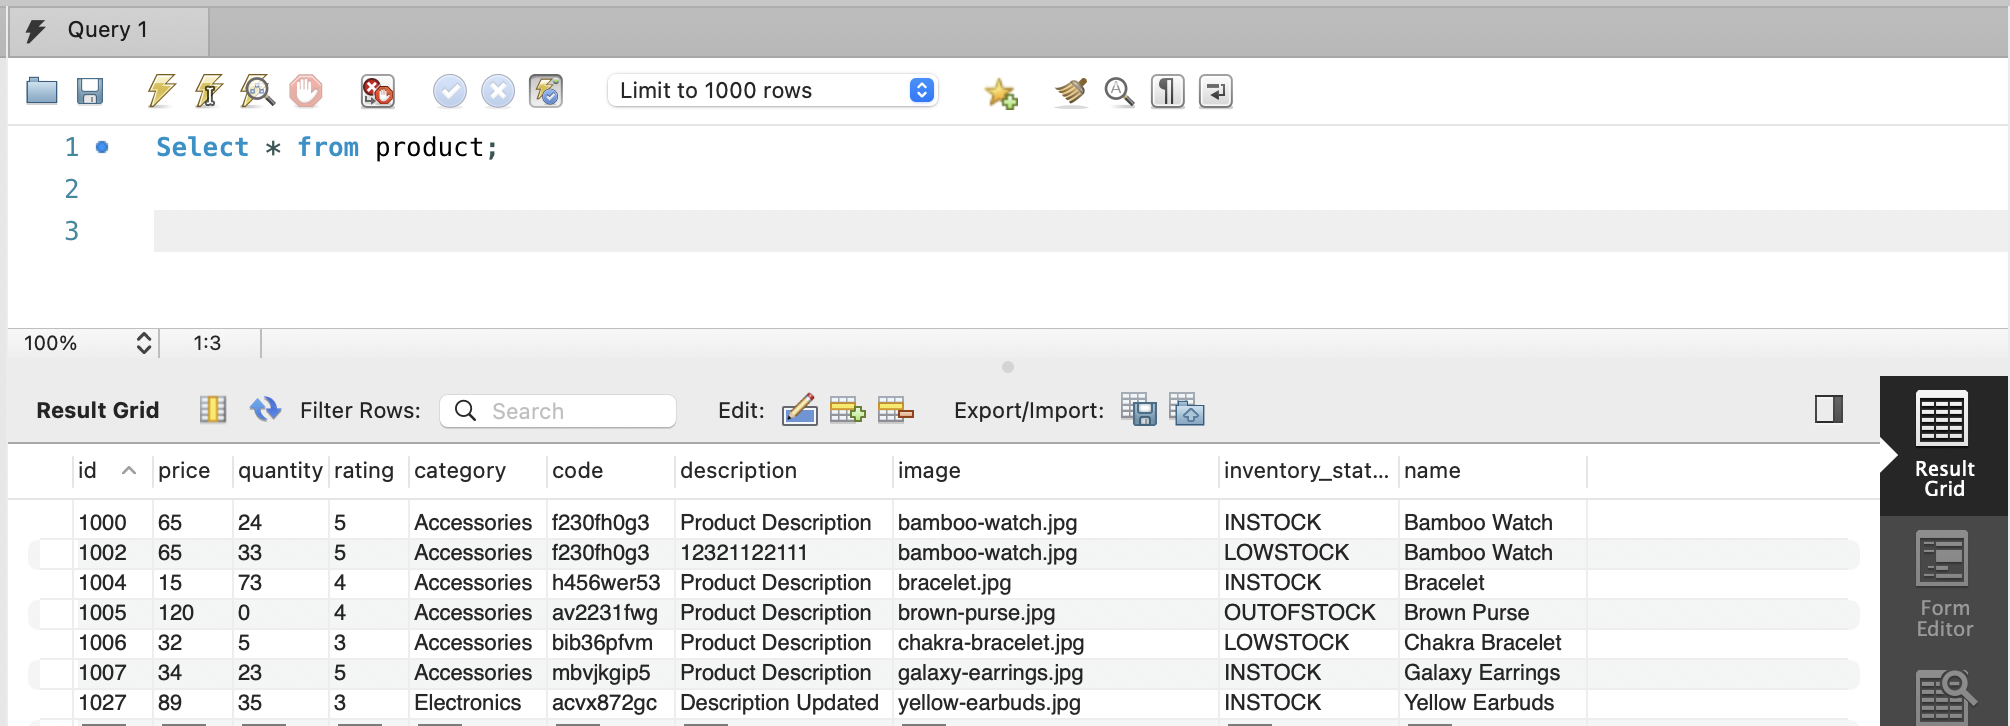 Query 1
Limit to 1000 rows
1 Select * from product;
2
3
100% 1:3
Result Grid Filter Rows: Search Edit: Export/Import:
Result Grid
Form Editor
id price quantity rating category code description image inventory_stat... name
1000 65 24 5 Accessories f230fh0g3 Product Description bamboo-watch.jpg INSTOCK Bamboo Watch
1002 65 33 5 Accessories f230fh0g3 12321122111 bamboo-watch.jpg LOWSTOCK Bamboo Watch
1004 15 73 4 Accessories h456wer53 Product Description bracelet.jpg INSTOCK Bracelet
1005 120 0 4 Accessories av2231fwg Product Description brown-purse.jpg OUTOFSTOCK Brown Purse
1006 32 5 3 Accessories bib36pfvm Product Description chakra-bracelet.jpg LOWSTOCK Chakra Bracelet
1007 34 23 5 Accessories mbvjkgip5 Product Description galaxy-earrings.jpg INSTOCK Galaxy Earrings
1027 89 35 3 Electronics acvx872gc Description Updated yellow-earbuds.jpg INSTOCK Yellow Earbuds